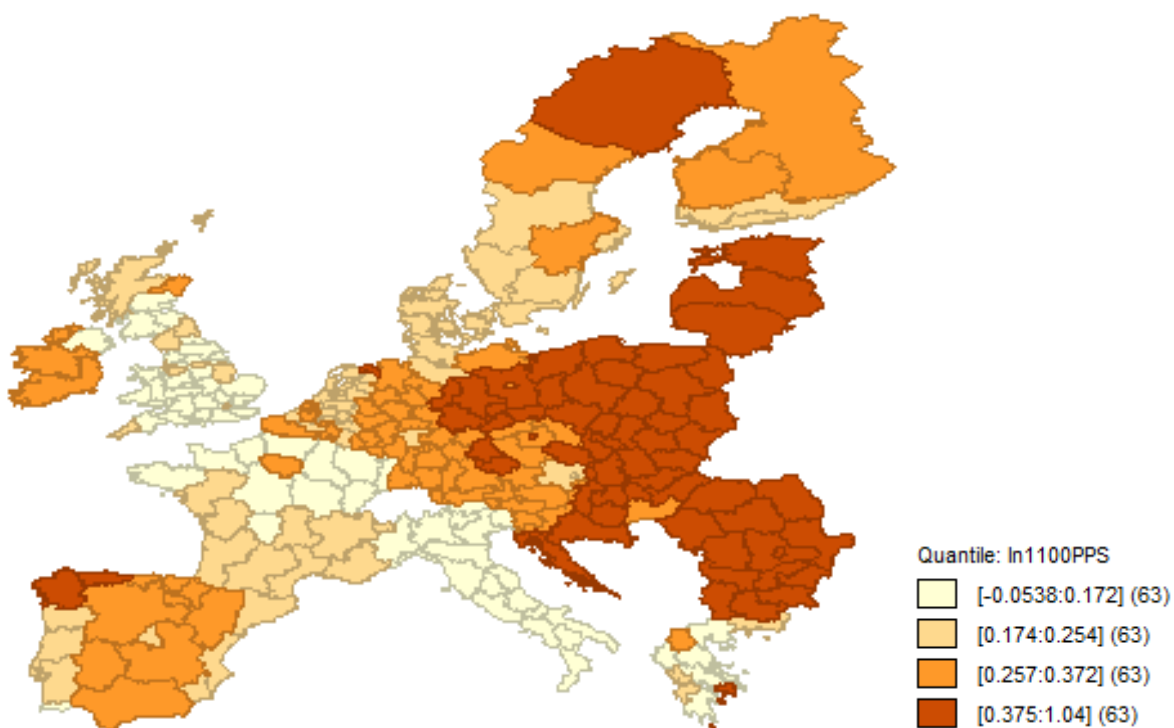 Quantile: ln1100PPS
[-0.0538:0.172] (63)
[0.174:0.254] (63)
[0.257:0.372] (63)
[0.375:1.04] (63)